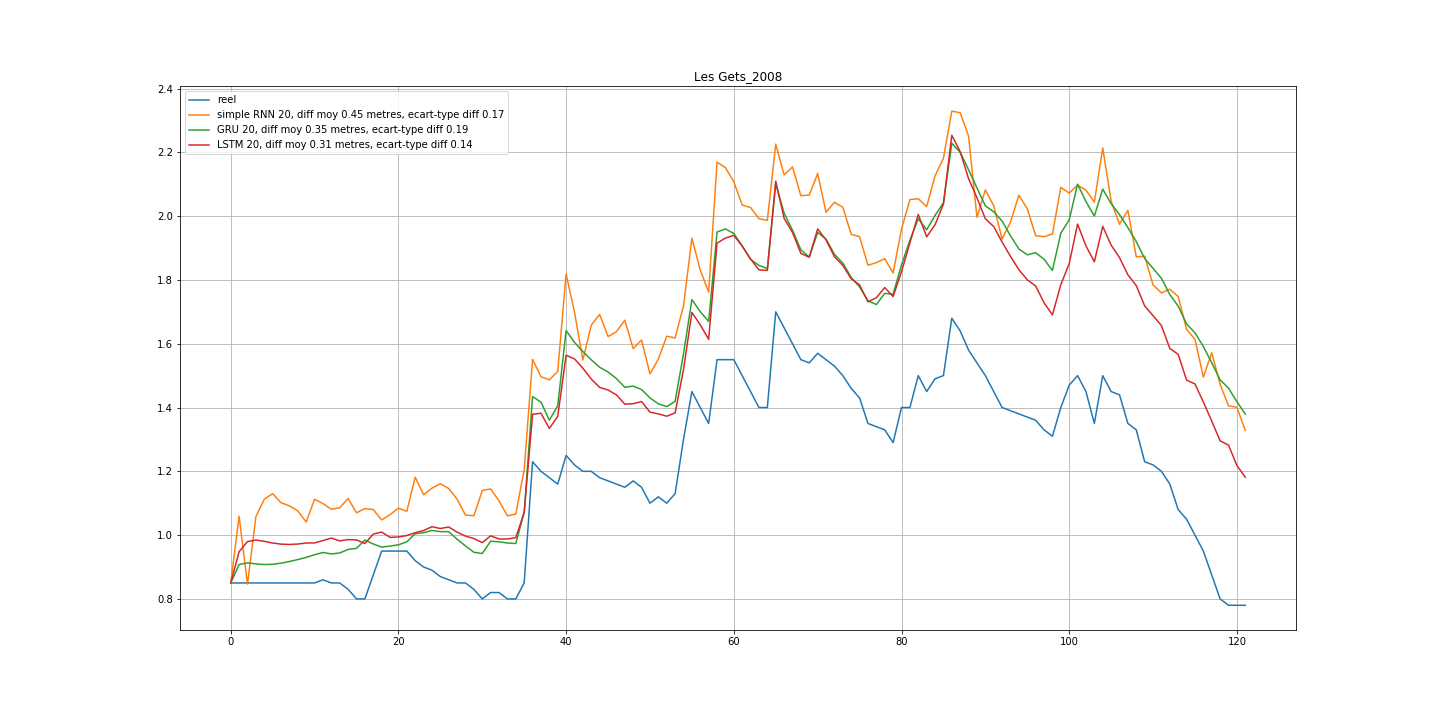 Les Gets_2008
reel
simple RNN 20, diff moy 0.45 metres, ecart-type diff 0.17
GRU 20, diff moy 0.35 metres, ecart-type diff 0.19
LSTM 20, diff moy 0.31 metres, ecart-type diff 0.14
2.4
2.2
2.0
1.8
1.6
1.4
1.2
1.0
0.8
0 20 40 60 80 100 120